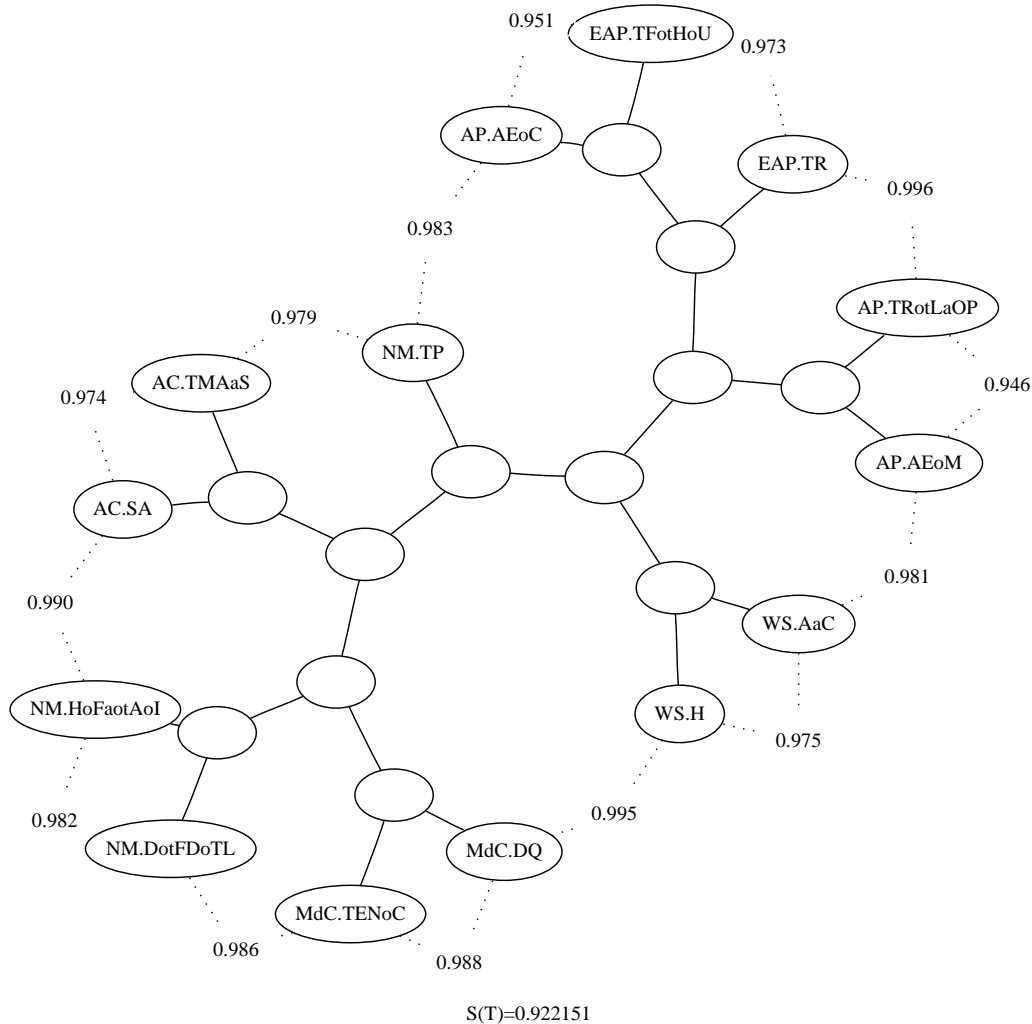 0.951
EAP.TFotHoU
0.973
AP.AEoC
EAP.TR
0.996
0.983
AP.TRotLaOP
0.979
NM.TP
AC.TMAaS
0.946
0.974
AP.AEoM
AC.SA
0.981
0.990
WS.AaC
NM.HoFaotAoI
WS.H
0.975
0.995
0.982
NM.DotFDoTL
MdC.DQ
MdC.TENoC
0.986
0.988
S(T)=0.922151